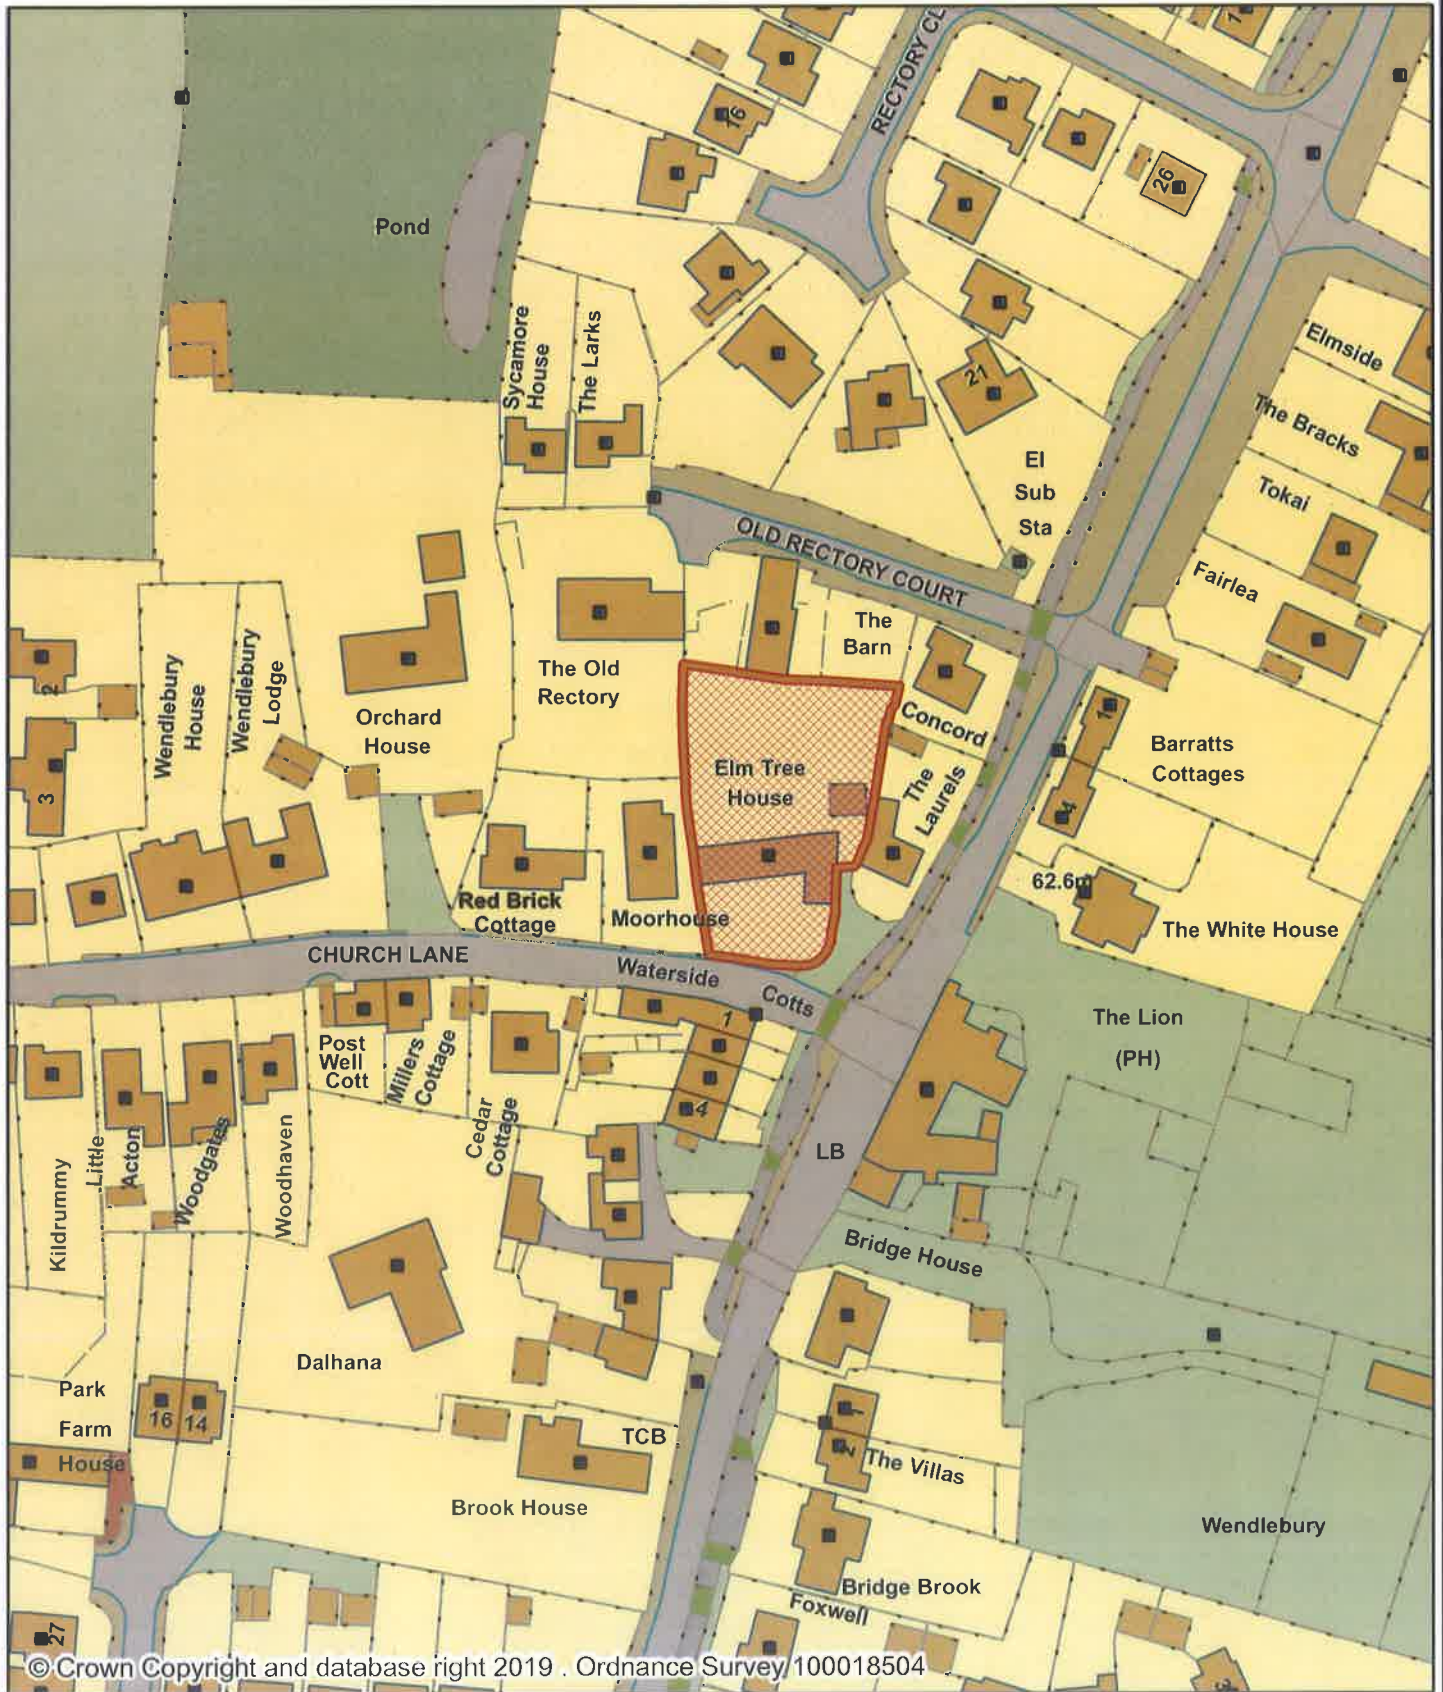 RECTORY CL
16
26
Pond
Sycamore
House
The Larks
21
Elmside
The Bracks
Tokai
El
Sub
Sta
OLD RECTORY COURT
Fairlea
The
Barn
2
Wendlebury
House
Wendlebury
Lodge
The Old
Rectory
Orchard
House
Concord
1
Barratts
Cottages
Elm Tree
House
The
Laurels
3
4
62.6m
Red Brick
Cottage
Moorhouse
The White House
CHURCH LANE
Waterside
Cotts
1
The Lion
(PH)
Post
Well
Cott
Millers
Cottage
4
Cedar
Cottage
LB
Kildrummy
Little
Acton
Woodgates
Woodhaven
Bridge House
Dalhana
Park
Farm
House
16
14
TCB
1
2
The Villas
Brook House
Wendlebury
Bridge Brook
Foxwell
27
© Crown Copyright and database right 2019 . Ordnance Survey 100018504